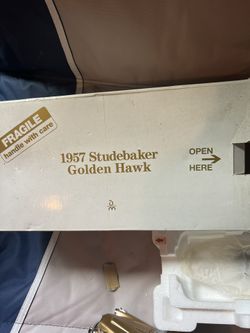 FRAGILE
handle with care
1957 Studebaker
Golden Hawk
OPEN
HERE